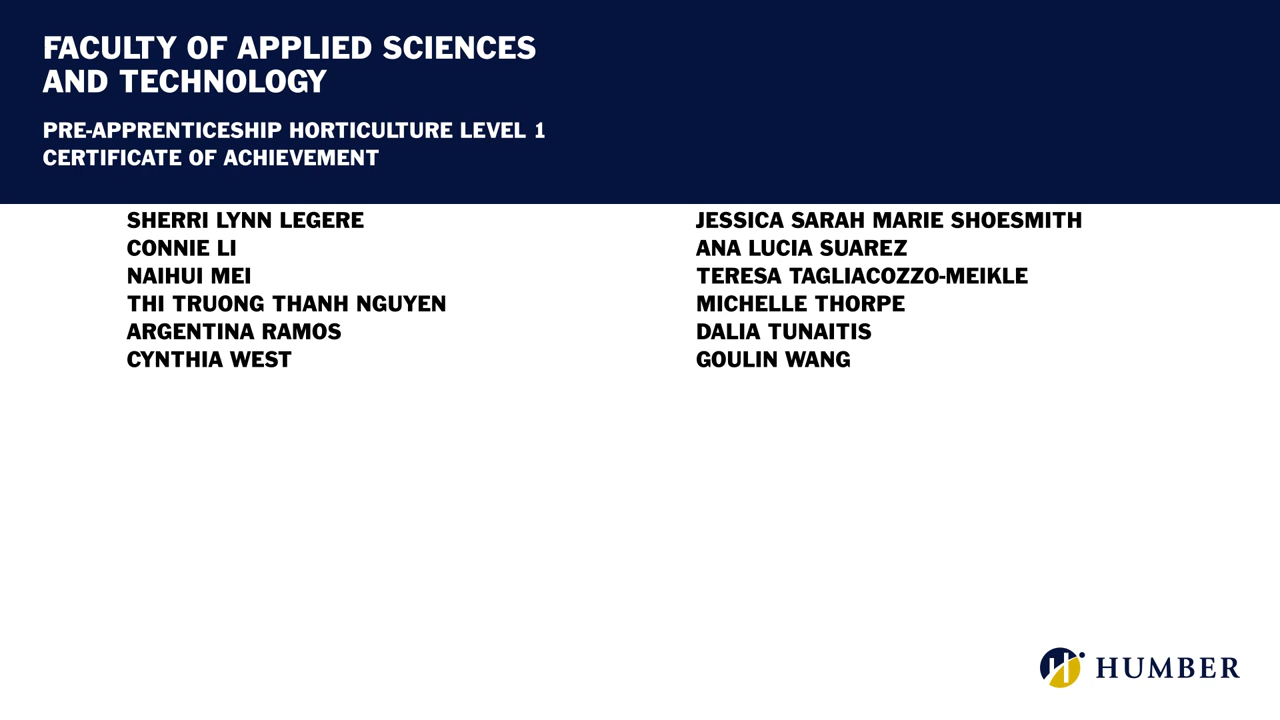 FACULTY OF APPLIED SCIENCES
AND TECHNOLOGY
PRE-APPRENTICESHIP HORTICULTURE LEVEL 1
CERTIFICATE OF ACHIEVEMENT
SHERRI LYNN LEGERE
CONNIE LI
NAIHUI MEI
THI TRUONG THANH NGUYEN
ARGENTINA RAMOS
CYNTHIA WEST
JESSICA SARAH MARIE SHOESMITH
ANA LUCIA SUAREZ
TERESA TAGLIACOZZO-MEIKLE
MICHELLE THORPE
DALIA TUNAITIS
GOULIN WANG
HUMBER